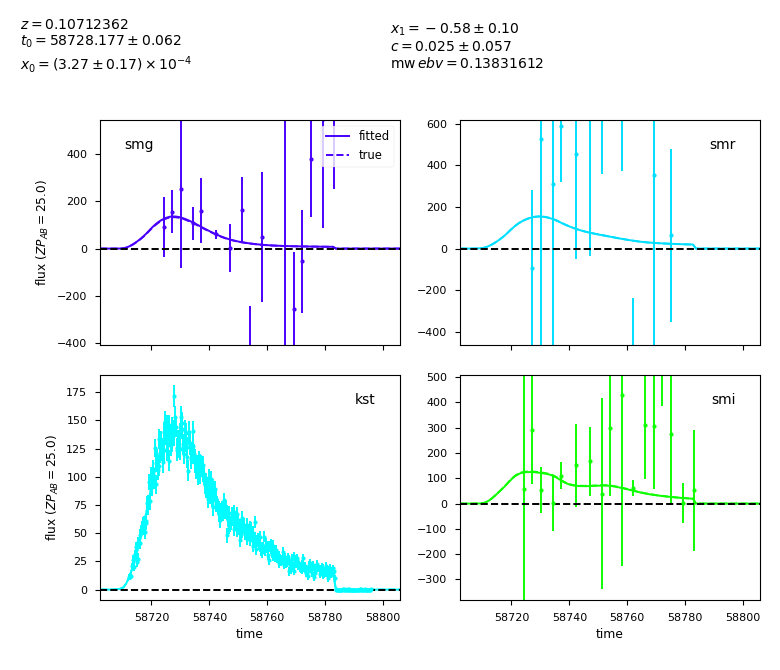 z = 0.10712362
t₀ = 58728.177 ± 0.062
x₀ = (3.27 ± 0.17) × 10⁻⁴
x₁ = −0.58 ± 0.10
c = 0.025 ± 0.057
mw ebv = 0.13831612
smg
fitted
true
400
200
0
−200
−400
flux (ZP_AB = 25.0)
smr
600
400
200
0
−200
−400
kst
175
150
125
100
75
50
25
0
flux (ZP_AB = 25.0)
58720 58740 58760 58780 58800
time
smi
500
400
300
200
100
0
−100
−200
−300
58720 58740 58760 58780 58800
time